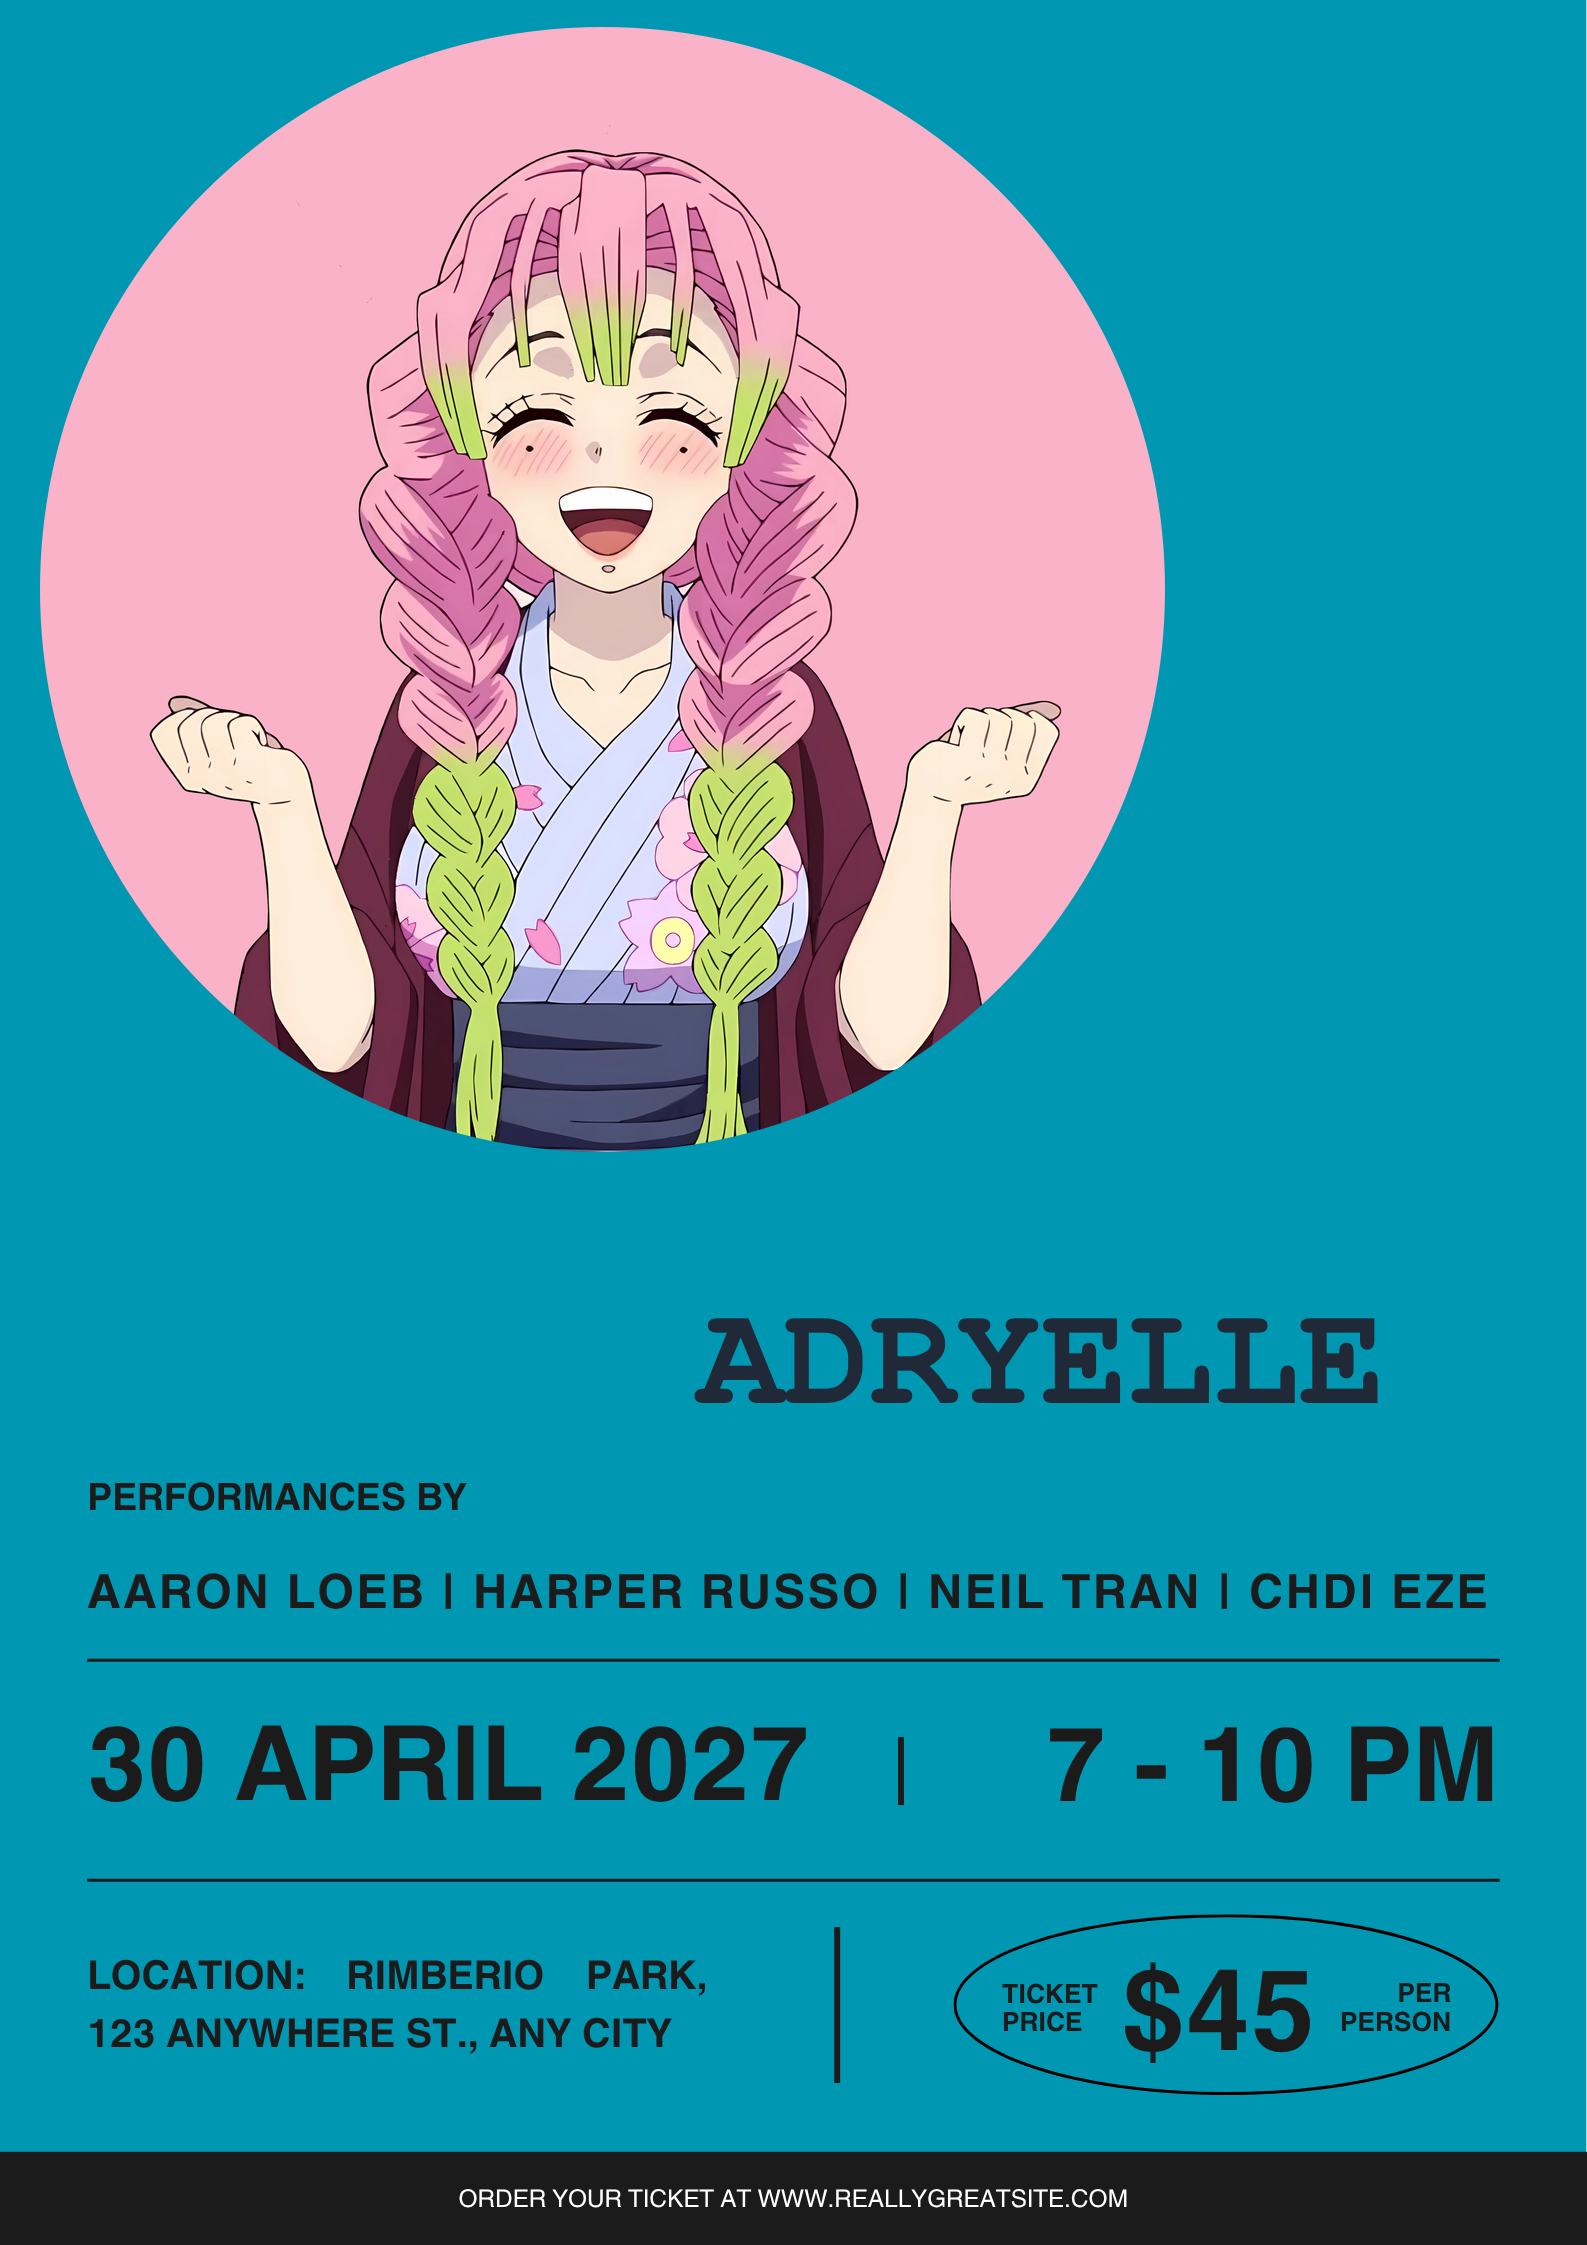 ADRYELLE
PERFORMANCES BY
AARON LOEB | HARPER RUSSO | NEIL TRAN | CHDI EZE
30 APRIL 2027 | 7 - 10 PM
LOCATION: RIMBERIO PARK,
123 ANYWHERE ST., ANY CITY
TICKET
PRICE
$45
PER
PERSON
ORDER YOUR TICKET AT WWW.REALLYGREATSITE.COM